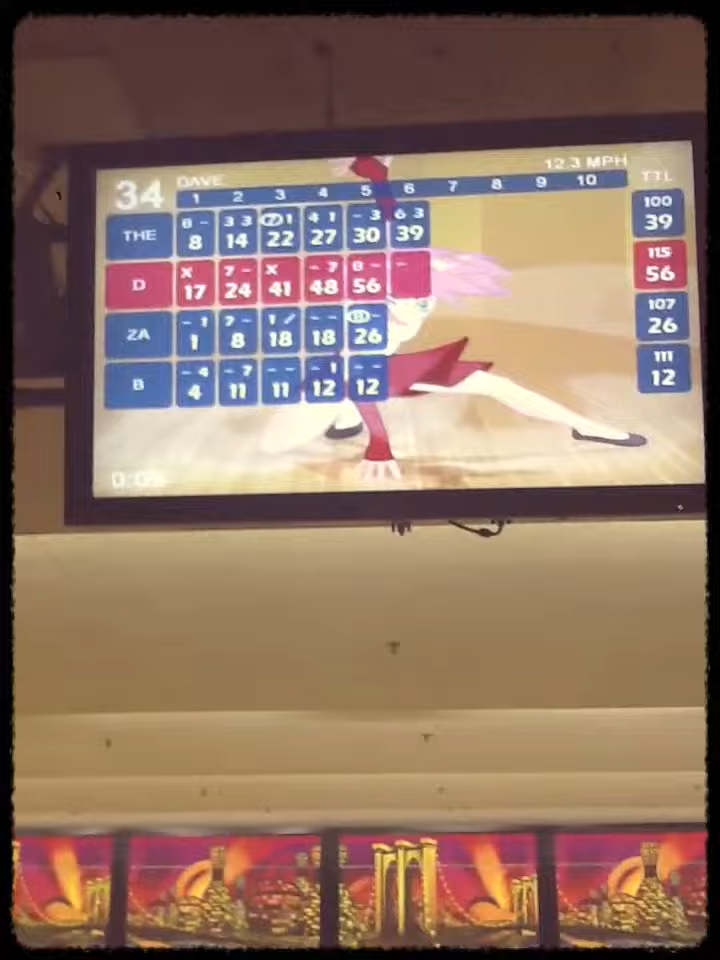 34 DAVE 12.3 MPH
1 2 3 4 5 6 7 8 9 10 TTL
8 - 3 3 7 1 4 1 - 3 6 3 100
THE 8 14 22 27 30 39 39
X 7 - X - 7 8 - - 115
D 17 24 41 48 56 56
- 1 7 - 1 / - - 8 - 107
ZA 1 8 18 18 26 26
- 4 - 7 - - - 1 - - 111
B 4 11 11 12 12 12